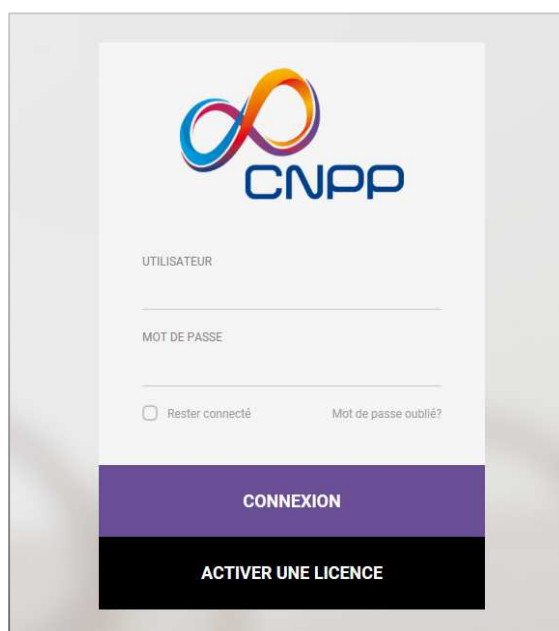 CNPP
UTILISATEUR
MOT DE PASSE
Rester connecté Mot de passe oublié?
CONNEXION
ACTIVER UNE LICENCE